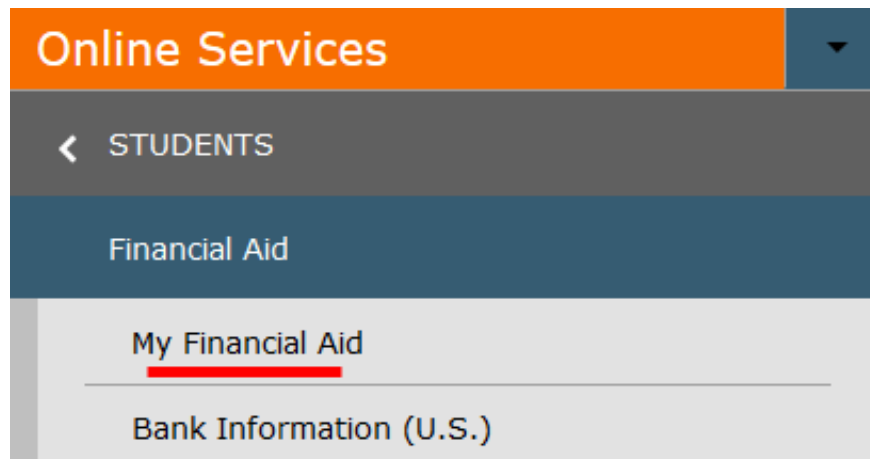 Online Services
STUDENTS
Financial Aid
My Financial Aid
Bank Information (U.S.)